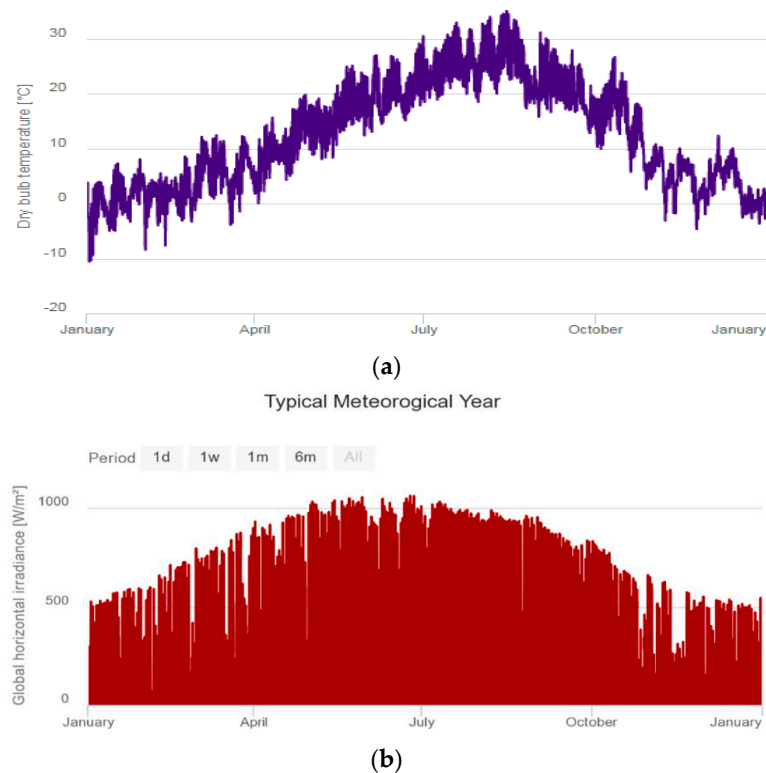 30
20
10
0
-10
-20
Dry bulb temperature [°C]
January April July October January
(a)
Typical Meteorogical Year
Period 1d 1w 1m 6m All
1000
500
0
Global horizontal irradiance [W/m²]
January April July October January
(b)